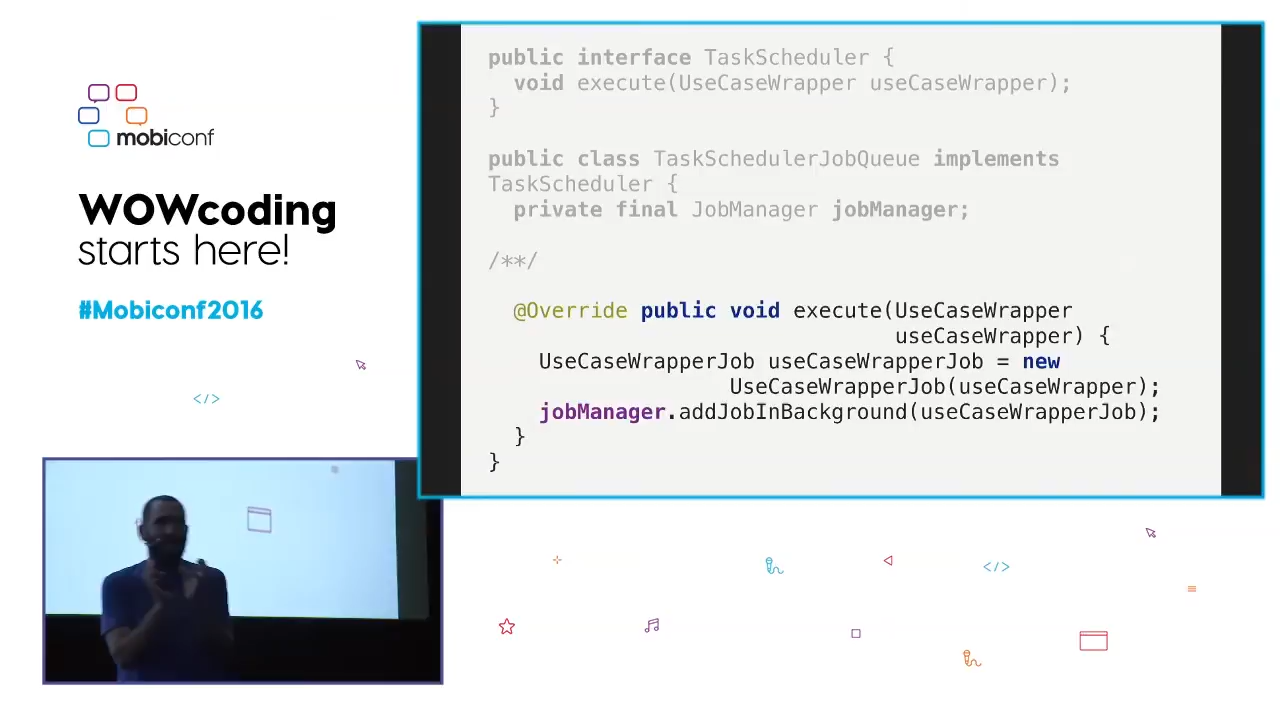 mobiconf
WOWcoding
starts here!
#Mobiconf2016
</>
public interface TaskScheduler {
void execute(UseCaseWrapper useCaseWrapper);
}
public class TaskSchedulerJobQueue implements
TaskScheduler {
private final JobManager jobManager;
/**/
@Override public void execute(UseCaseWrapper
useCaseWrapper) {
UseCaseWrapperJob useCaseWrapperJob = new
UseCaseWrapperJob(useCaseWrapper);
jobManager.addJobInBackground(useCaseWrapperJob);
}
}
</>